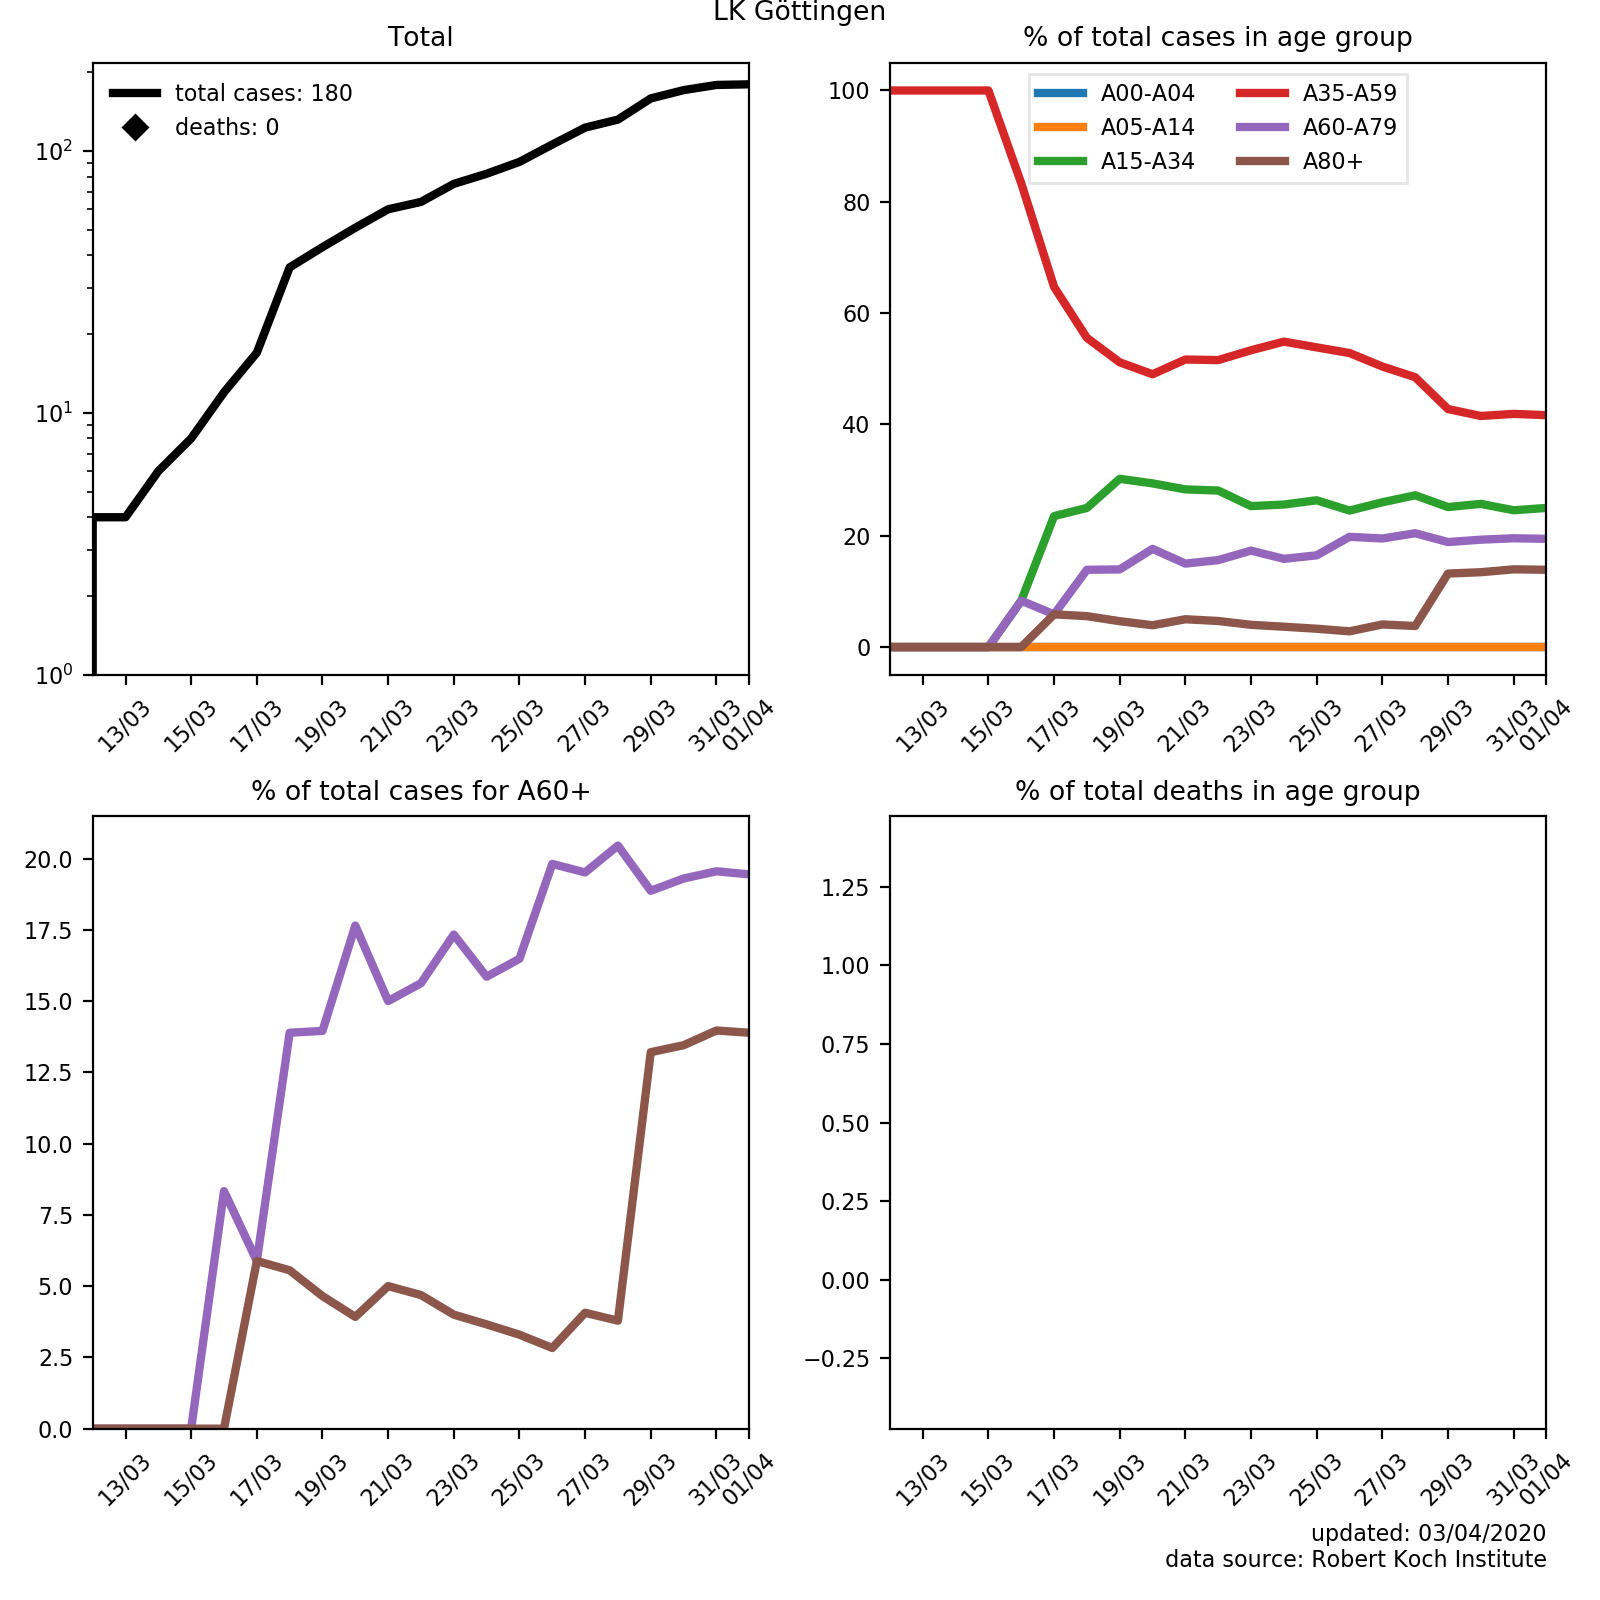 LK Göttingen
Total
total cases: 180
deaths: 0
10²
10¹
10⁰
13/03 15/03 17/03 19/03 21/03 23/03 25/03 27/03 29/03 31/03 01/04
% of total cases in age group
A00-A04 A35-A59
A05-A14 A60-A79
A15-A34 A80+
100
80
60
40
20
0
13/03 15/03 17/03 19/03 21/03 23/03 25/03 27/03 29/03 31/03 01/04
% of total cases for A60+
20.0
17.5
15.0
12.5
10.0
7.5
5.0
2.5
0.0
13/03 15/03 17/03 19/03 21/03 23/03 25/03 27/03 29/03 31/03 01/04
% of total deaths in age group
1.25
1.00
0.75
0.50
0.25
0.00
−0.25
13/03 15/03 17/03 19/03 21/03 23/03 25/03 27/03 29/03 31/03 01/04
updated: 03/04/2020
data source: Robert Koch Institute